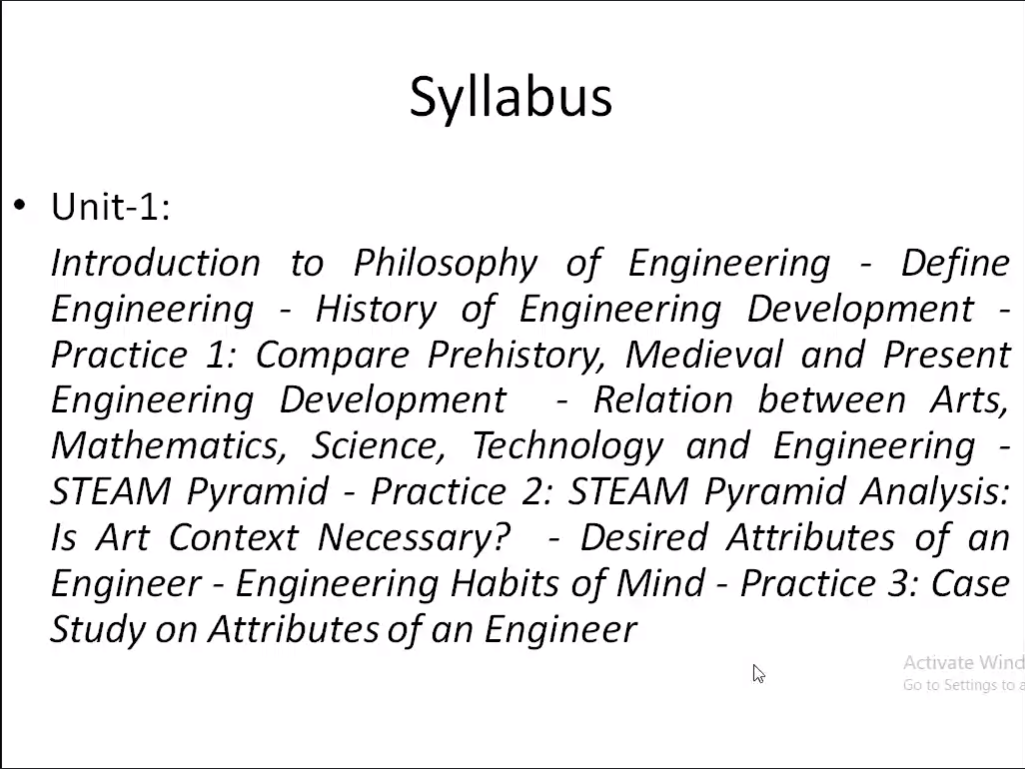 Syllabus
• Unit-1:
Introduction to Philosophy of Engineering - Define
Engineering - History of Engineering Development -
Practice 1: Compare Prehistory, Medieval and Present
Engineering Development - Relation between Arts,
Mathematics, Science, Technology and Engineering -
STEAM Pyramid - Practice 2: STEAM Pyramid Analysis:
Is Art Context Necessary? - Desired Attributes of an
Engineer - Engineering Habits of Mind - Practice 3: Case
Study on Attributes of an Engineer
Activate Wind
Go to Settings to a